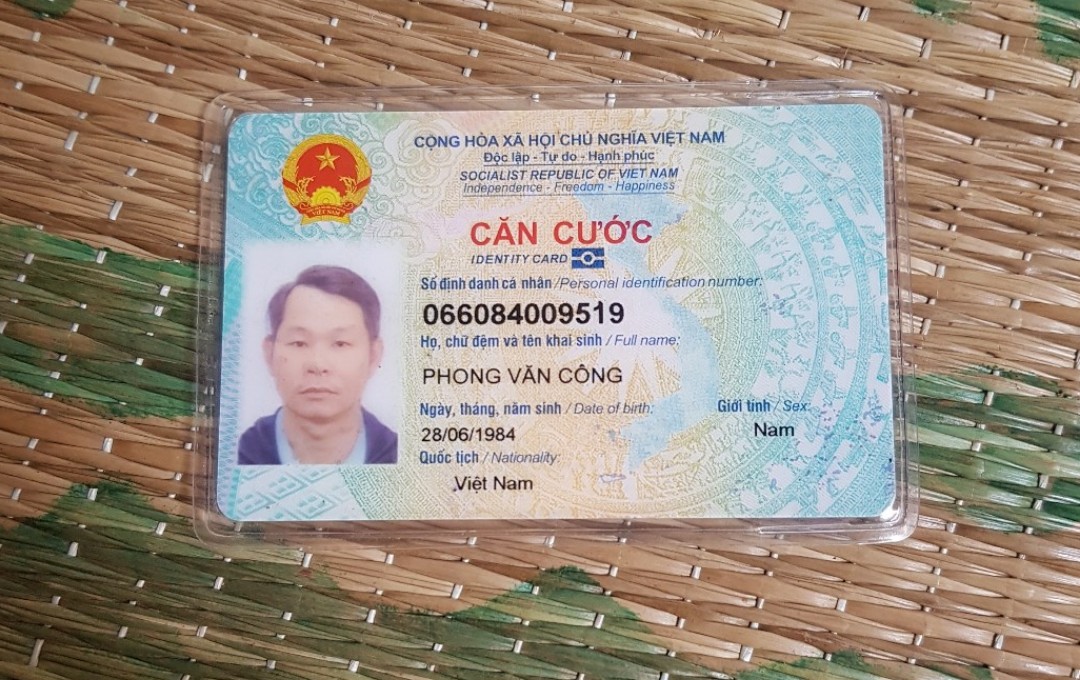 CỘNG HÒA XÃ HỘI CHỦ NGHĨA VIỆT NAM
Độc lập - Tự do - Hạnh phúc
SOCIALIST REPUBLIC OF VIET NAM
Independence - Freedom - Happiness
CĂN CƯỚC
IDENTITY CARD
Số định danh cá nhân / Personal identification number:
066084009519
Họ, chữ đệm và tên khai sinh / Full name:
PHONG VĂN CÔNG
Ngày, tháng, năm sinh / Date of birth: Giới tính / Sex:
28/06/1984 Nam
Quốc tịch / Nationality:
Việt Nam
VIỆT NAM